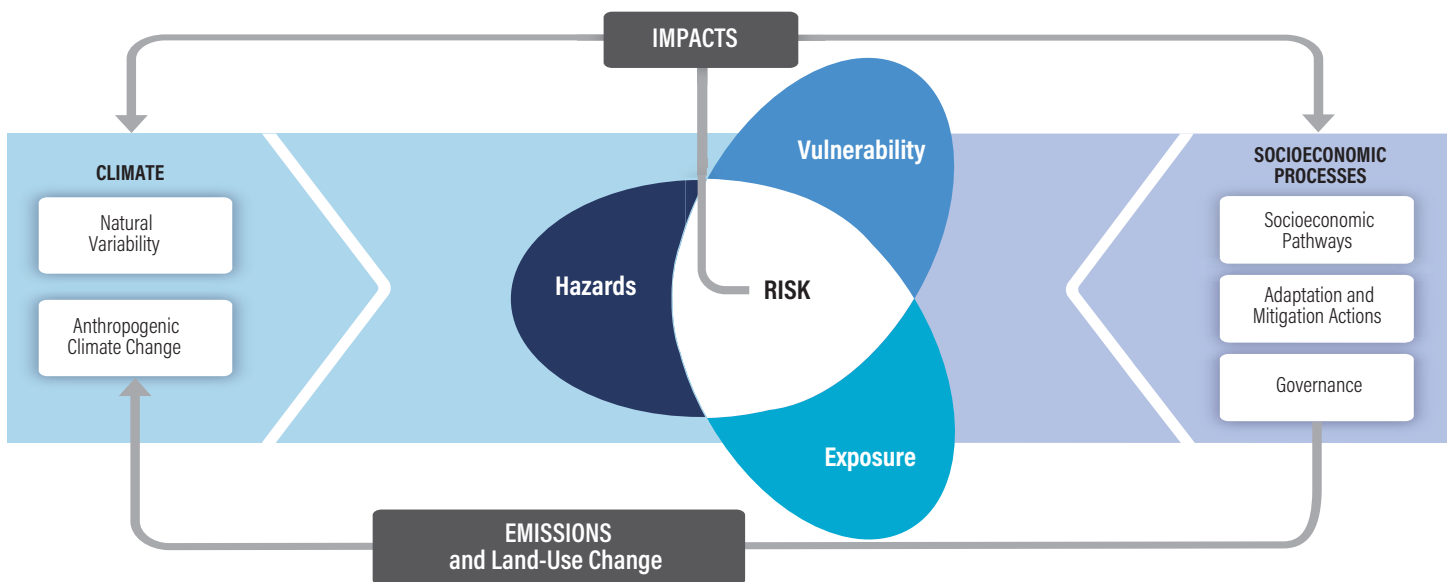 IMPACTS
CLIMATE
Natural
Variability
Anthropogenic
Climate Change
Vulnerability
Hazards
RISK
Exposure
SOCIOECONOMIC
PROCESSES
Socioeconomic
Pathways
Adaptation and
Mitigation Actions
Governance
EMISSIONS
and Land-Use Change